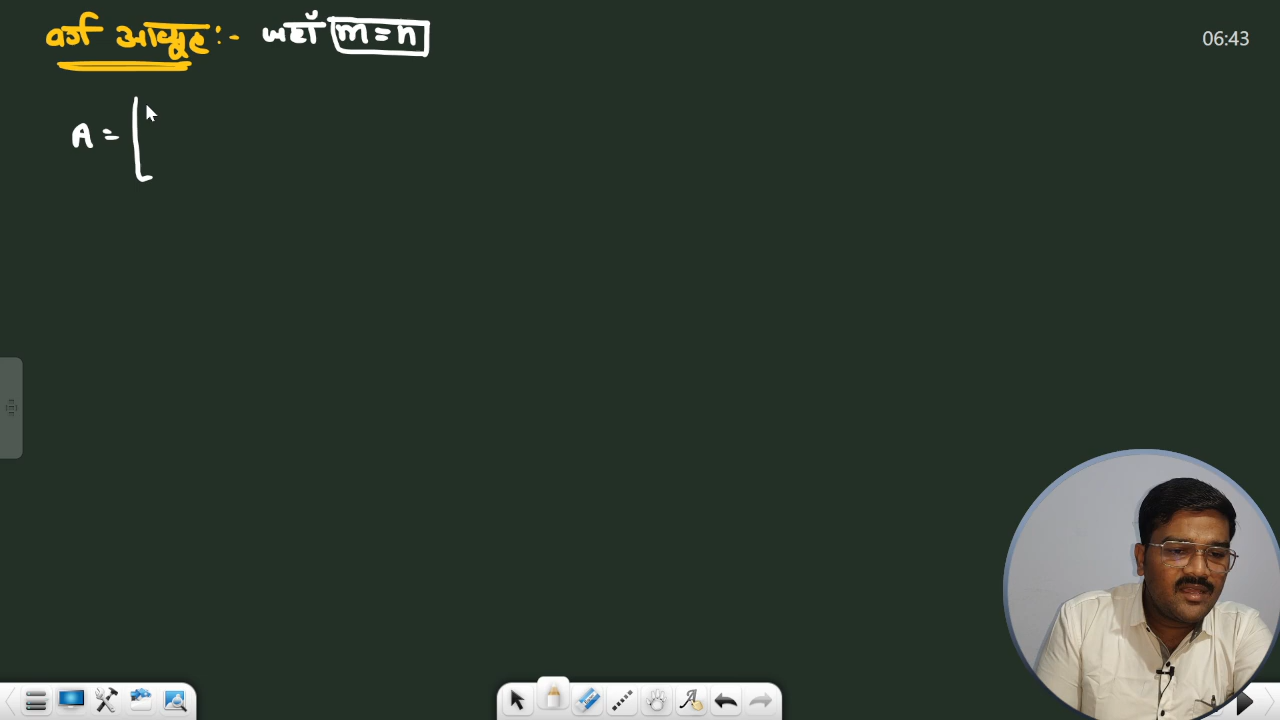 वर्ग आव्यूह :- जहाँ m = n
06:43
A = [